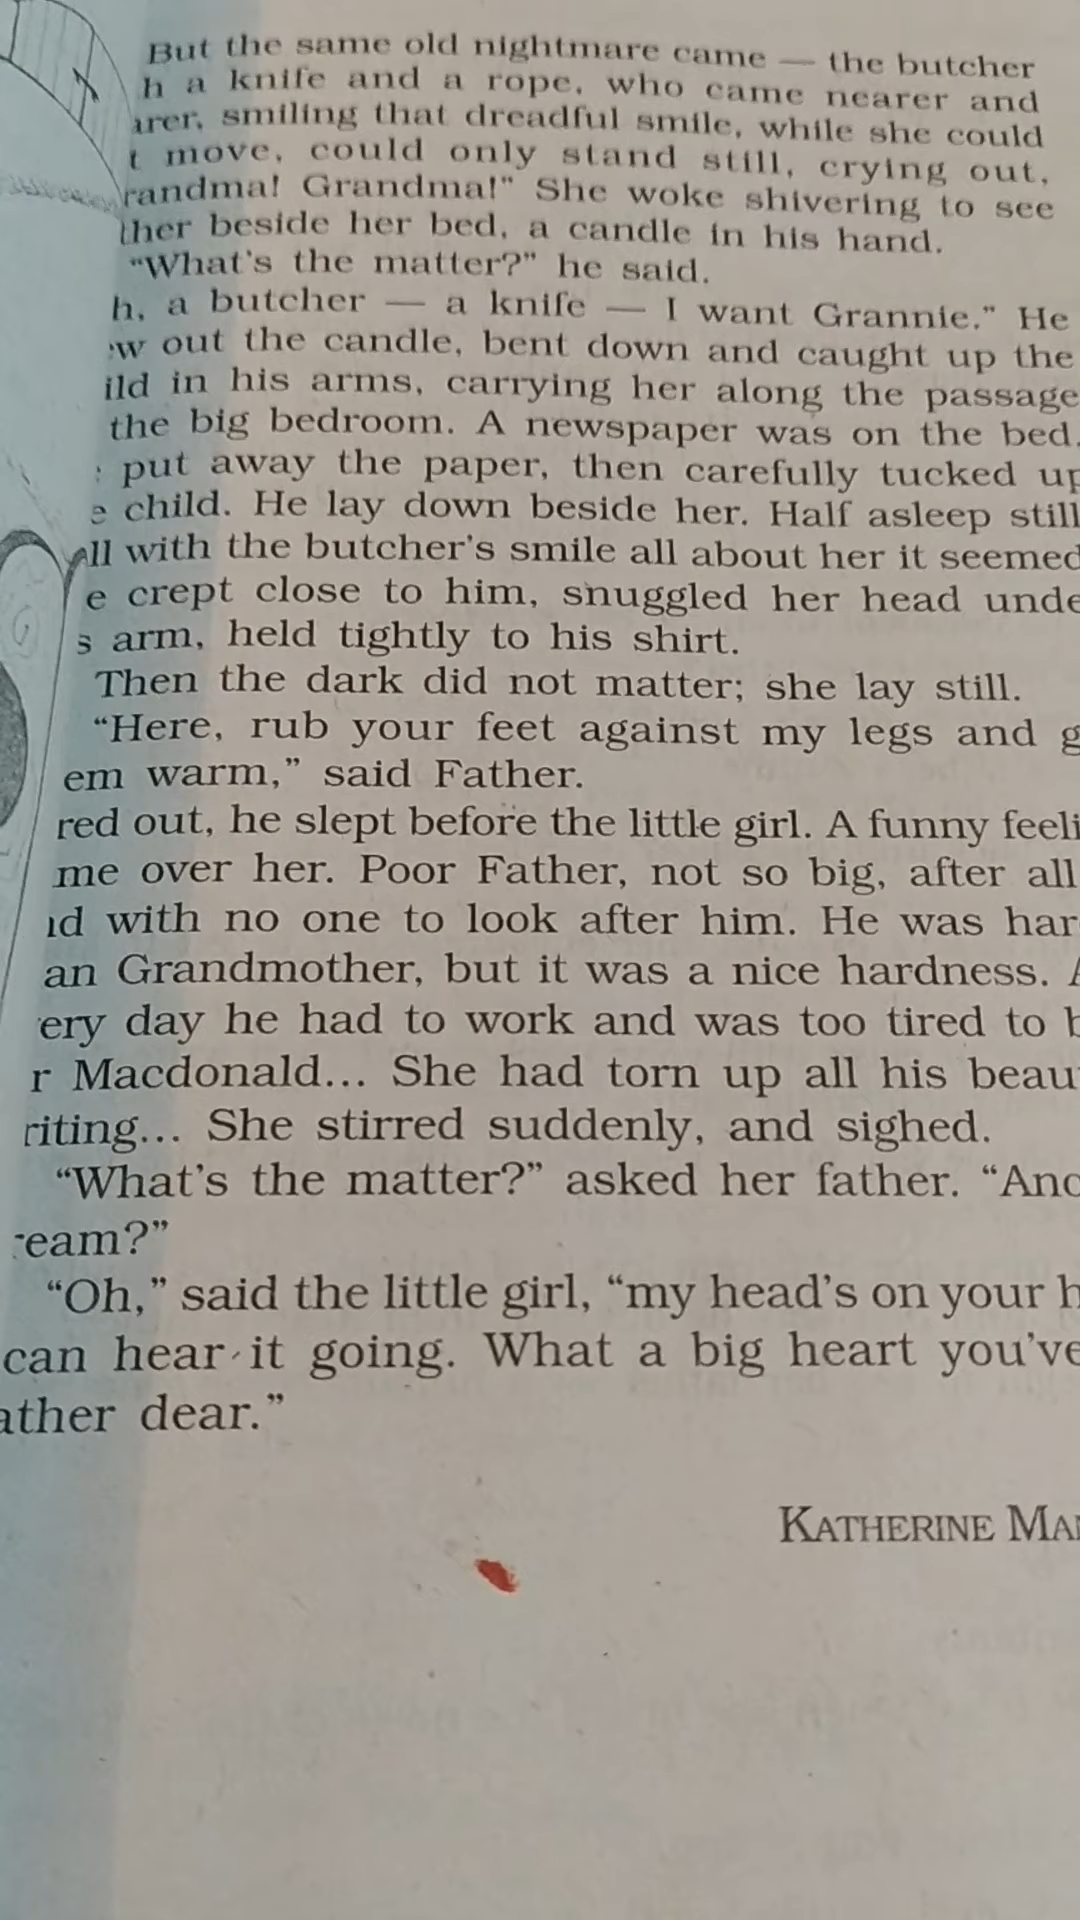 But the same old nightmare came — the butcher
h a knife and a rope, who came nearer and
arer, smiling that dreadful smile, while she could
t move, could only stand still, crying out,
randma! Grandma!" She woke shivering to see
ther beside her bed, a candle in his hand.
“What's the matter?” he said.
h, a butcher — a knife — I want Grannie.” He
w out the candle, bent down and caught up the
ild in his arms, carrying her along the passage
the big bedroom. A newspaper was on the bed.
put away the paper, then carefully tucked up
e child. He lay down beside her. Half asleep still
ll with the butcher's smile all about her it seemed
e crept close to him, snuggled her head unde
s arm, held tightly to his shirt.
Then the dark did not matter; she lay still.
“Here, rub your feet against my legs and g
em warm,” said Father.
red out, he slept before the little girl. A funny feeli
me over her. Poor Father, not so big, after all
d with no one to look after him. He was har
an Grandmother, but it was a nice hardness. A
ery day he had to work and was too tired to b
r Macdonald... She had torn up all his beau
riting... She stirred suddenly, and sighed.
“What's the matter?” asked her father. “Ano
ream?”
“Oh,” said the little girl, “my head's on your h
can hear it going. What a big heart you've
ather dear.”
KATHERINE MAN